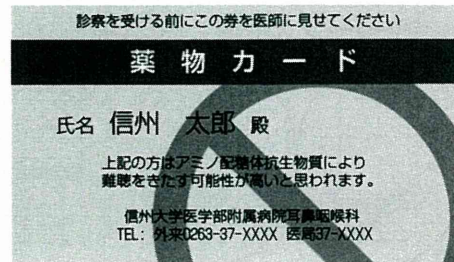 診察を受ける前にこの券を医師に見せてください
薬物カード
氏名 信州 太郎 殿
上記の方はアミノ配糖体抗生物質により
難聴をきたす可能性が高いと思われます。
信州大学医学部附属病院耳鼻咽喉科
TEL: 外来0263-37-XXXX 医局37-XXXX